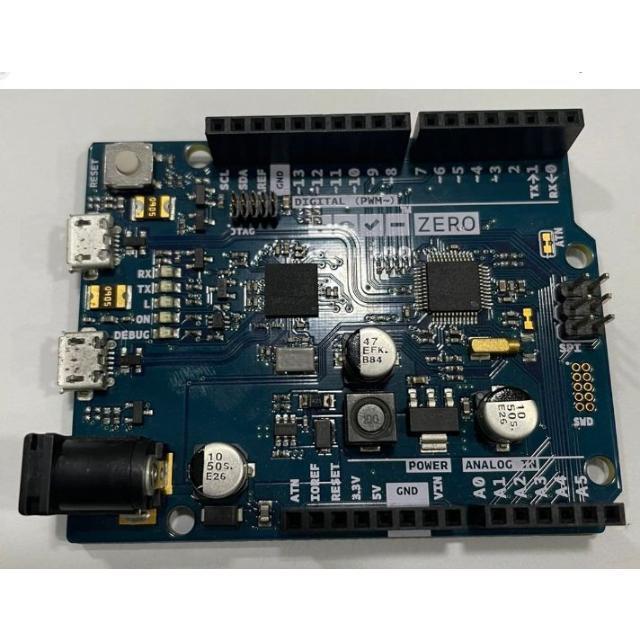 RESET
SCL
SDA
AREF
GND
~13
~12
~11
~10
~9
~8
7
~6
~5
~4
~3
2
TX→1
RX←0
DIGITAL (PWM~)
JTAG
ZERO
ATN
RX
TX
L
ON
DEBUG
SPI
SWD
47
EFK.
B84
100
10
50S.
E26
10
50S.
E26
POWER
ANALOG IN
ATN
IOREF
RESET
3.3V
5V
GND
VIN
A0
A1
A2
A3
A4
A5